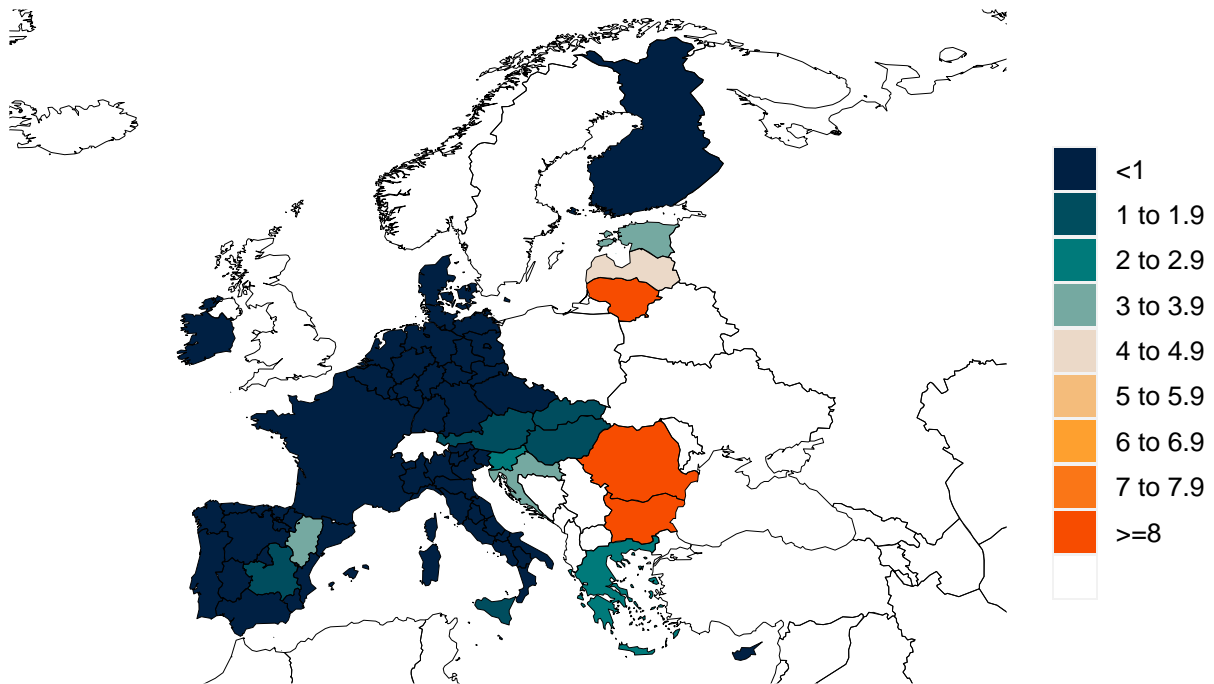 <1
1 to 1.9
2 to 2.9
3 to 3.9
4 to 4.9
5 to 5.9
6 to 6.9
7 to 7.9
>=8